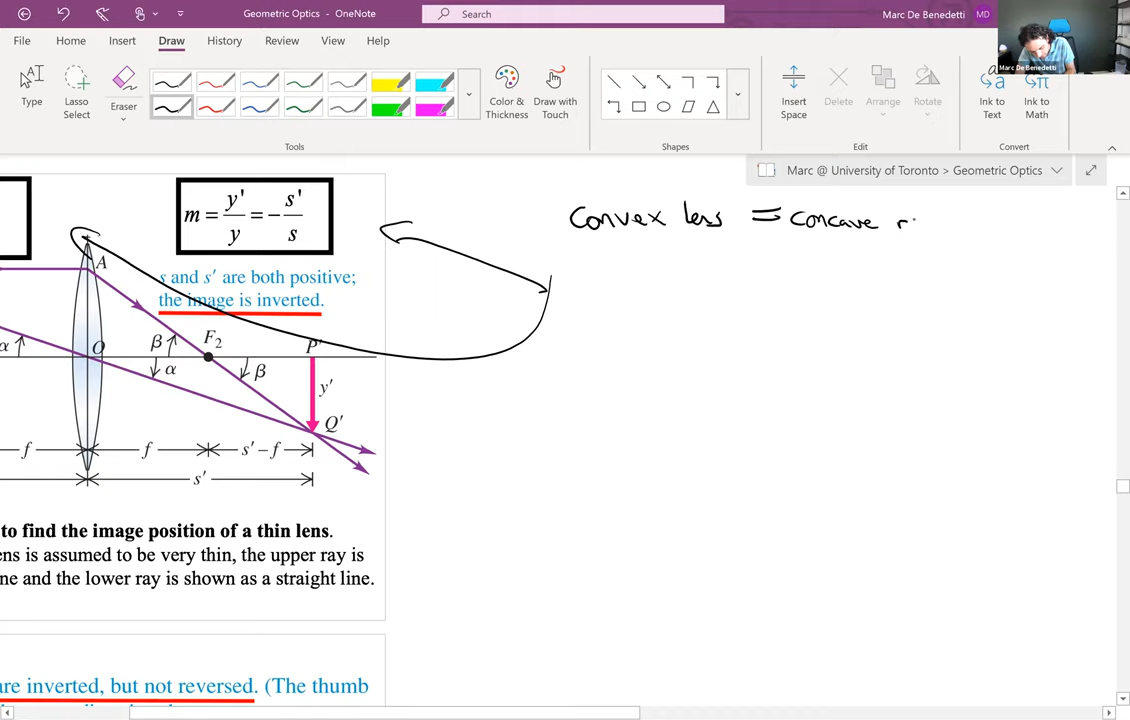 Geometric Optics - OneNote
Search
Marc De Benedetti MD
Marc De Benedetti
File Home Insert Draw History Review View Help
Type
Lasso Select
Eraser
Color & Thickness
Draw with Touch
Insert Space
Delete
Arrange
Rotate
Ink to Text
Ink to Math
Tools
Shapes
Edit
Convert
Marc @ University of Toronto > Geometric Optics
m = y'/y = - s'/s
convex lens = concave
s and s' are both positive;
the image is inverted.
A
O
α
β
F2
P'
α
β
y'
Q'
f
f
s' – f
s'
to find the image position of a thin lens.
ens is assumed to be very thin, the upper ray is
ne and the lower ray is shown as a straight line.
are inverted, but not reversed. (The thumb